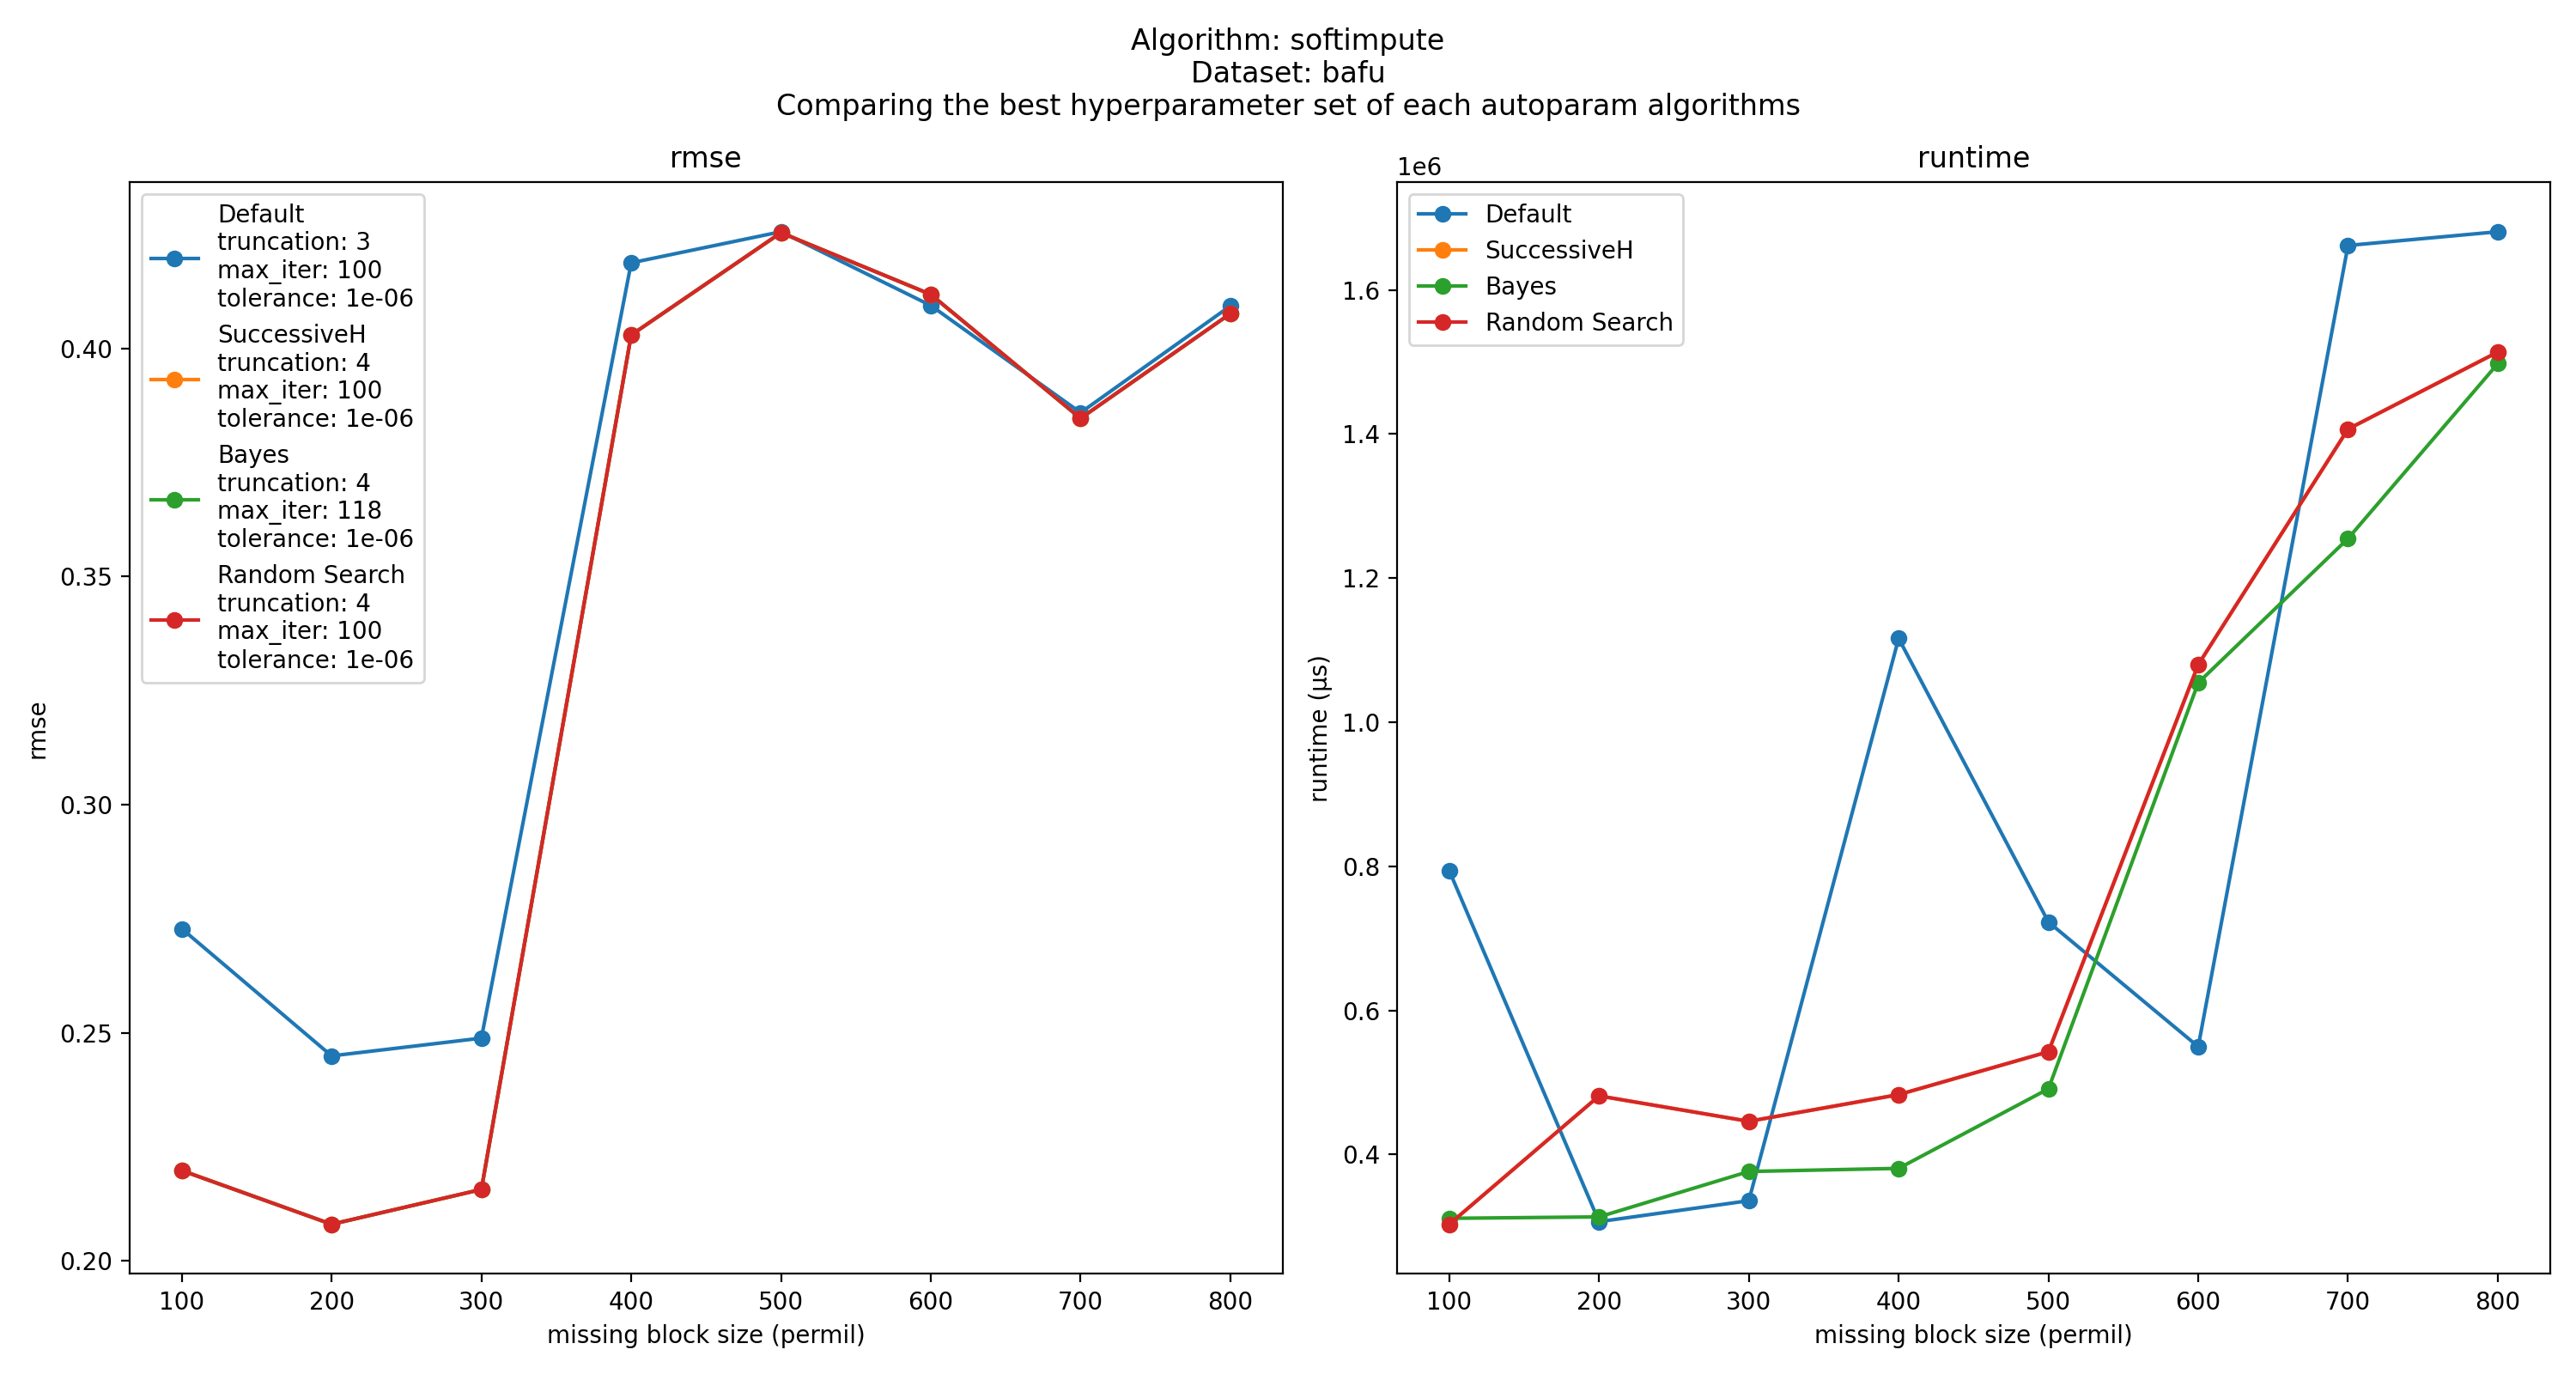 Algorithm: softimpute
Dataset: bafu
Comparing the best hyperparameter set of each autoparam algorithms
rmse
Default
truncation: 3
max_iter: 100
tolerance: 1e-06
SuccessiveH
truncation: 4
max_iter: 100
tolerance: 1e-06
Bayes
truncation: 4
max_iter: 118
tolerance: 1e-06
Random Search
truncation: 4
max_iter: 100
tolerance: 1e-06
0.40
0.35
0.30
0.25
0.20
rmse
100 200 300 400 500 600 700 800
missing block size (permil)
runtime
1e6
Default
SuccessiveH
Bayes
Random Search
1.6
1.4
1.2
1.0
0.8
0.6
0.4
runtime (µs)
100 200 300 400 500 600 700 800
missing block size (permil)